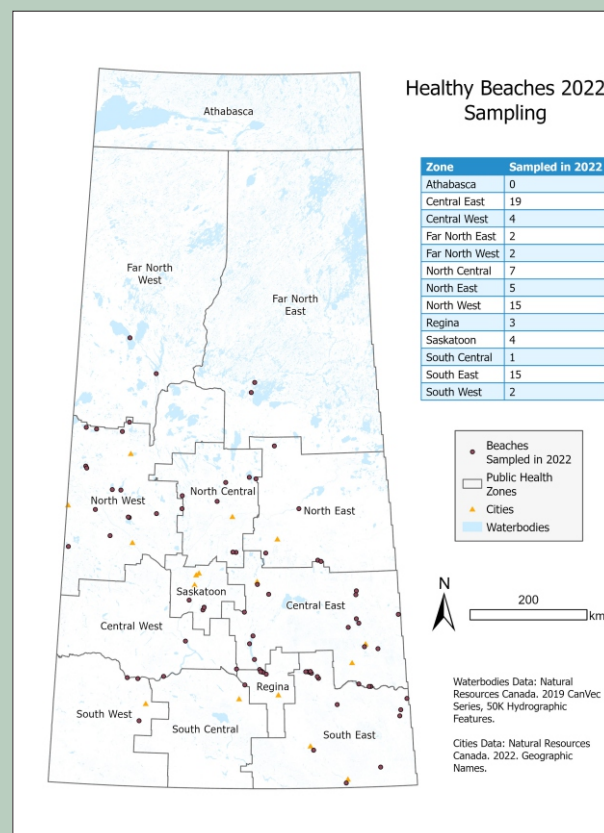 Athabasca
Healthy Beaches 2022
Sampling
Zone Sampled in 2022
Athabasca 0
Central East 19
Central West 4
Far North East 2
Far North West 2
North Central 7
North East 5
North West 15
Regina 3
Saskatoon 4
South Central 1
South East 15
South West 2
Far North
West
Far North
East
North West
North Central
North East
Saskatoon
Central West
Central East
Regina
South West
South Central
South East
Beaches
Sampled in 2022
Public Health
Zones
Cities
Waterbodies
N
200
km
Waterbodies Data: Natural
Resources Canada. 2019 CanVec
Series, 50K Hydrographic
Features.
Cities Data: Natural Resources
Canada. 2022. Geographic
Names.